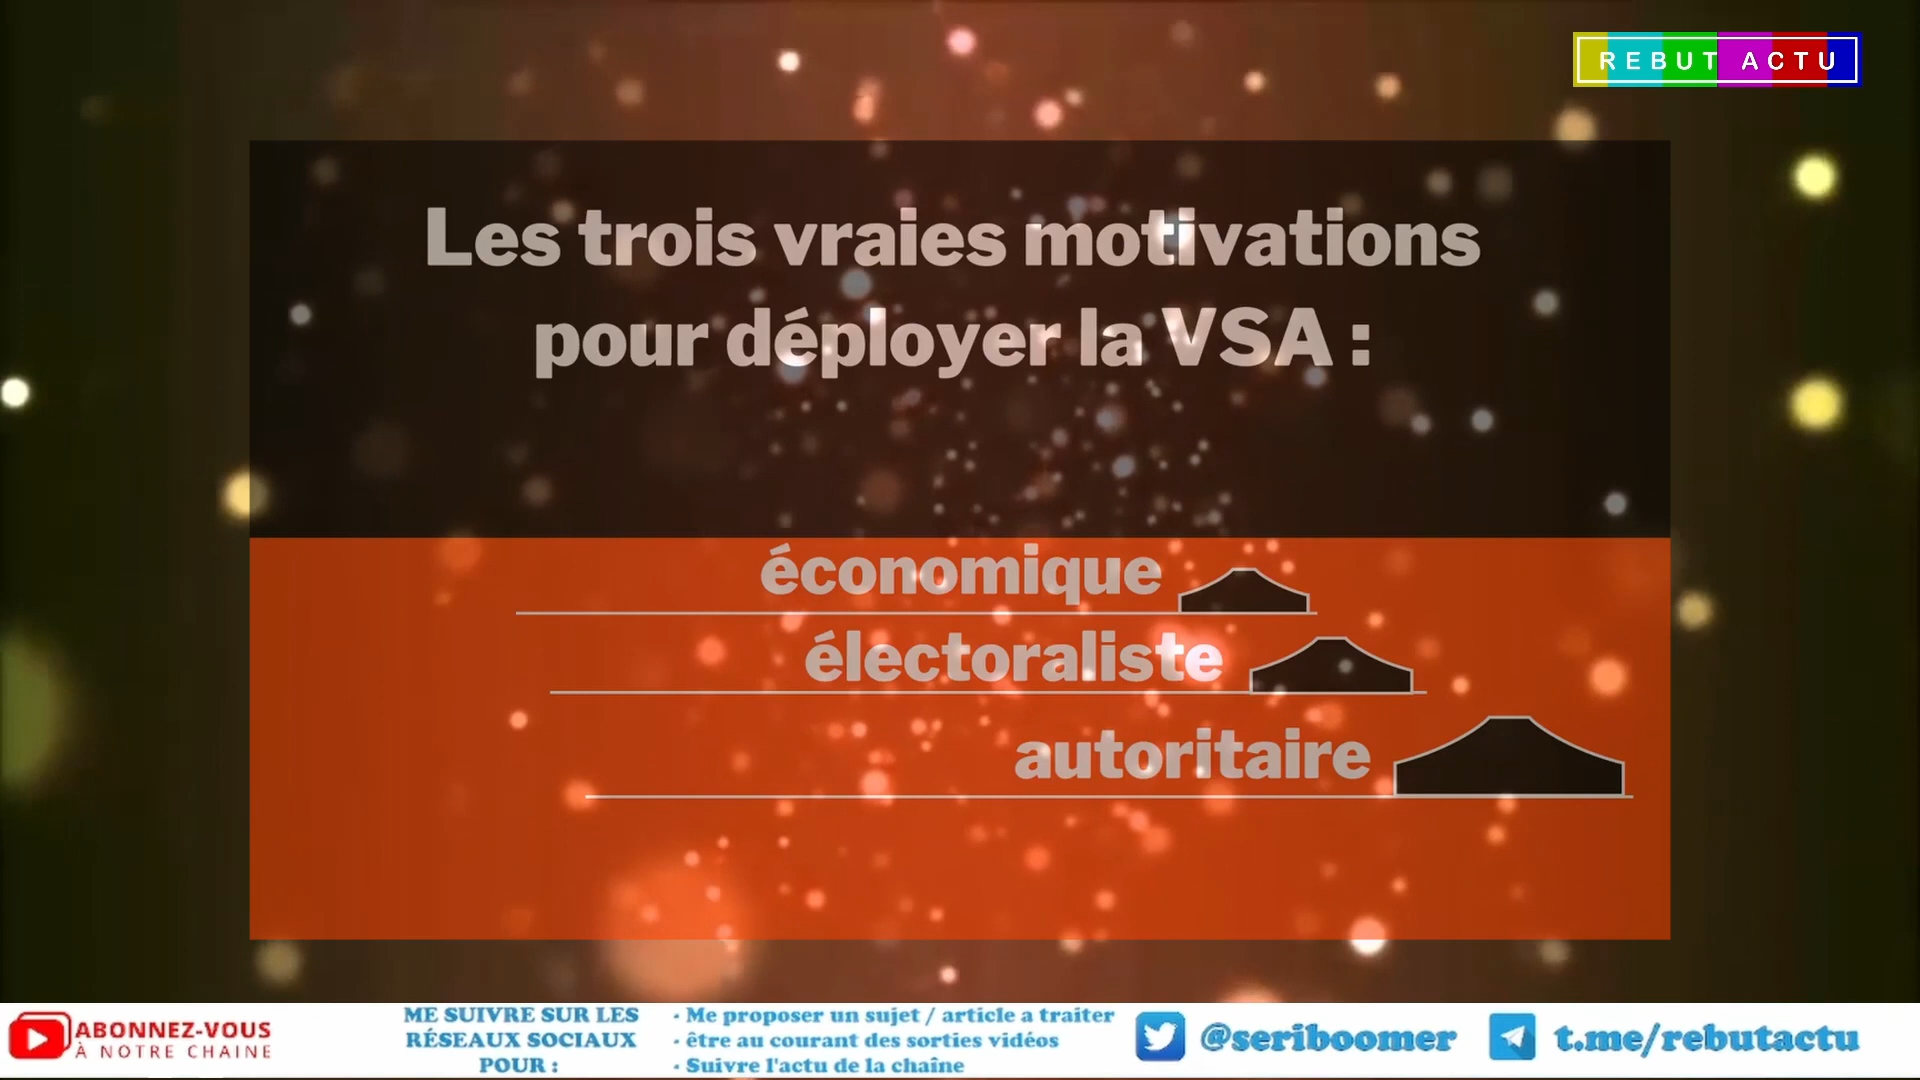 REBUT ACTU
Les trois vraies motivations
pour déployer la VSA :
économique
électoraliste
autoritaire
ABONNEZ-VOUS
À NOTRE CHAINE
ME SUIVRE SUR LES
RÉSEAUX SOCIAUX
POUR :
- Me proposer un sujet / article a traiter
- être au courant des sorties vidéos
- Suivre l'actu de la chaîne
@seriboomer
t.me/rebutactu